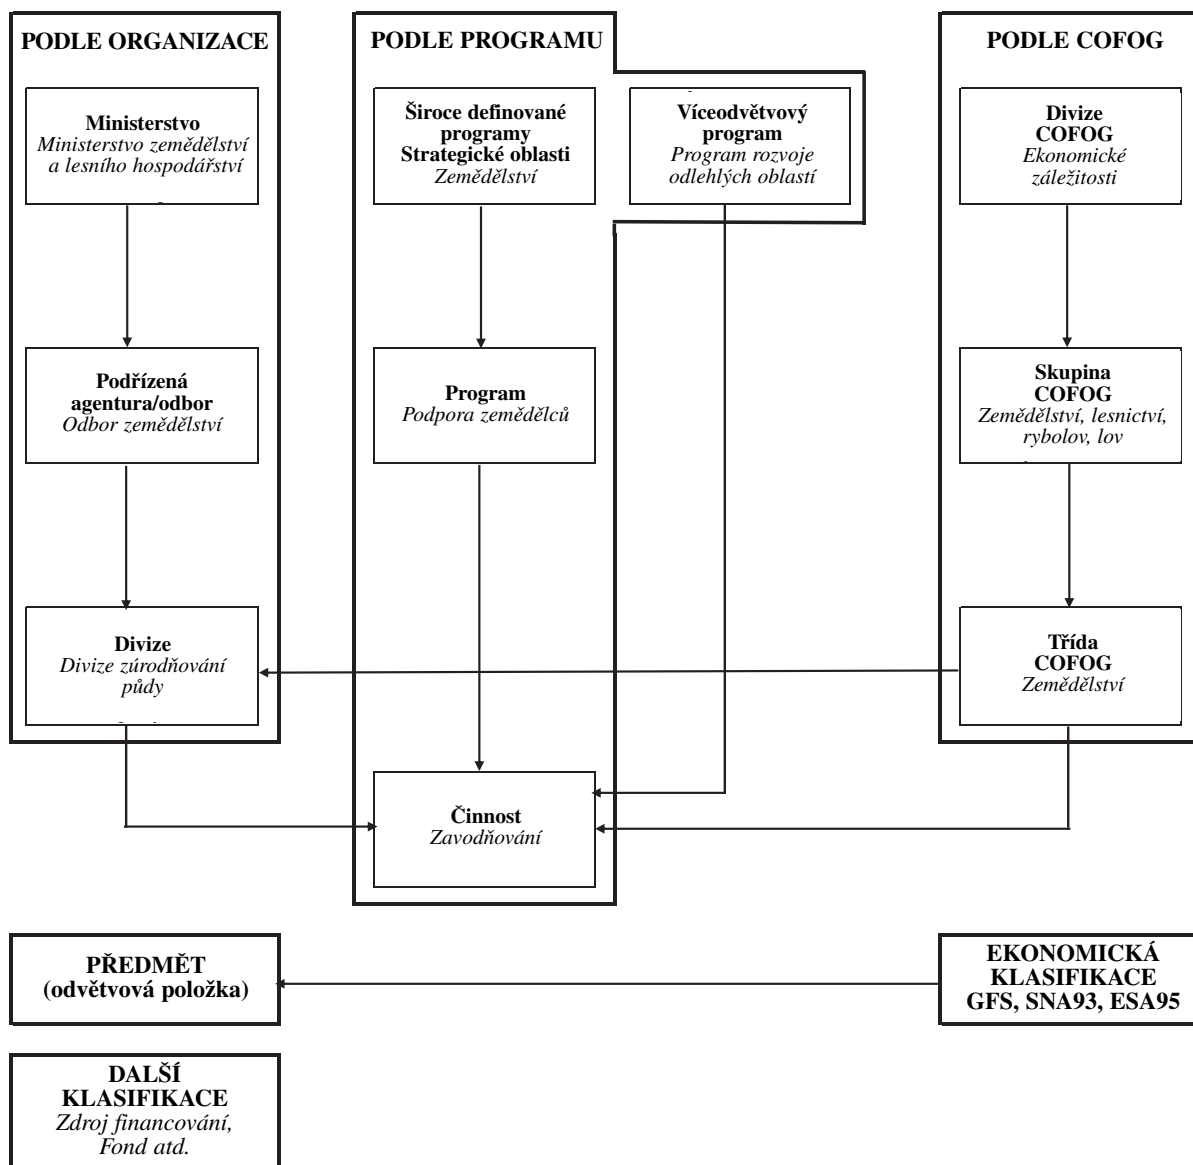 PODLE ORGANIZACE
Ministerstvo
Ministerstvo zemědělství
a lesního hospodářství
Podřízená
agentura/odbor
Odbor zemědělství
Divize
Divize zúrodňování
půdy
PODLE PROGRAMU
Široce definované
programy
Strategické oblasti
Zemědělství
Víceodvětvový
program
Program rozvoje
odlehlých oblastí
Program
Podpora zemědělců
Činnost
Zavodňování
PODLE COFOG
Divize
COFOG
Ekonomické
záležitosti
Skupina
COFOG
Zemědělství, lesnictví,
rybolov, lov
Třída
COFOG
Zemědělství
PŘEDMĚT
(odvětvová položka)
EKONOMICKÁ
KLASIFIKACE
GFS, SNA93, ESA95
DALŠÍ
KLASIFIKACE
Zdroj financování,
Fond atd.